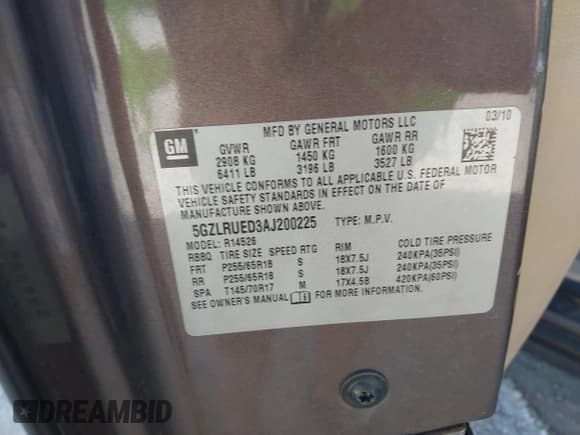 MFD BY GENERAL MOTORS LLC 03/10
GM
GVWR GAWR FRT GAWR RR
2908 KG 1450 KG 1600 KG
6411 LB 3196 LB 3527 LB
THIS VEHICLE CONFORMS TO ALL APPLICABLE U.S. FEDERAL MOTOR
VEHICLE SAFETY STANDARDS IN EFFECT ON THE DATE OF
MANUFACTURE SHOWN ABOVE.
5GZLRUED3AJ200225 TYPE: M.P.V.
MODEL: R14526
RBBQ TIRE SIZE SPEED RTG RIM COLD TIRE PRESSURE
FRT P255/65R18 S 18X7.5J 240KPA(35PSI)
RR P255/65R18 S 18X7.5J 240KPA(35PSI)
SPA T145/70R17 M 17X4.5B 420KPA(60PSI)
SEE OWNER'S MANUAL FOR MORE INFORMATION.
DREAMBID